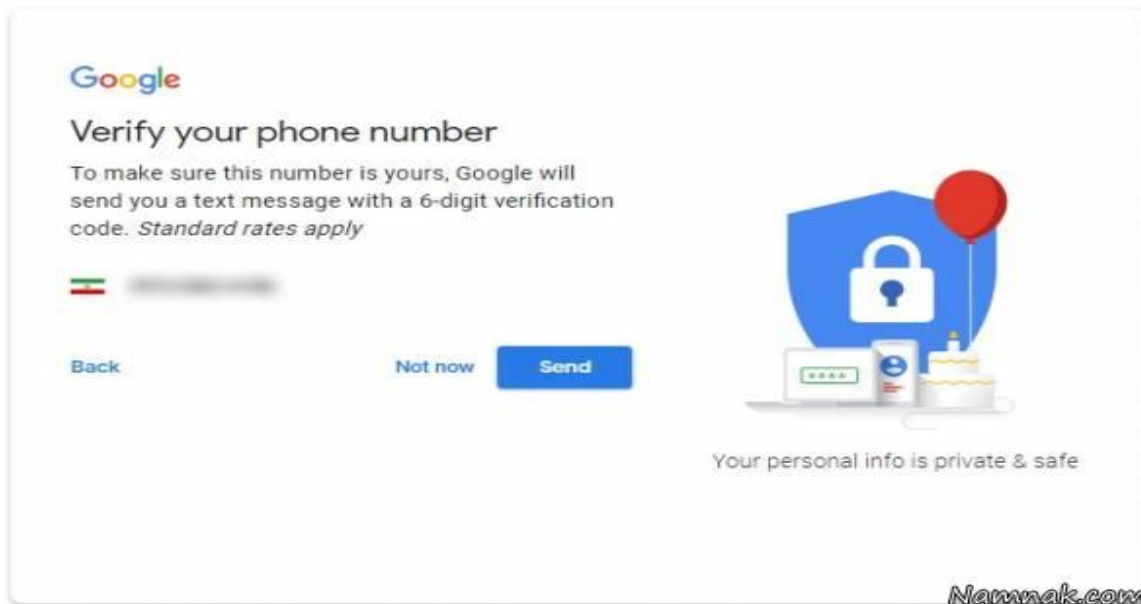 Google
Verify your phone number
To make sure this number is yours, Google will
send you a text message with a 6-digit verification
code. Standard rates apply
Back
Not now
Send
Your personal info is private & safe
Namnak.com